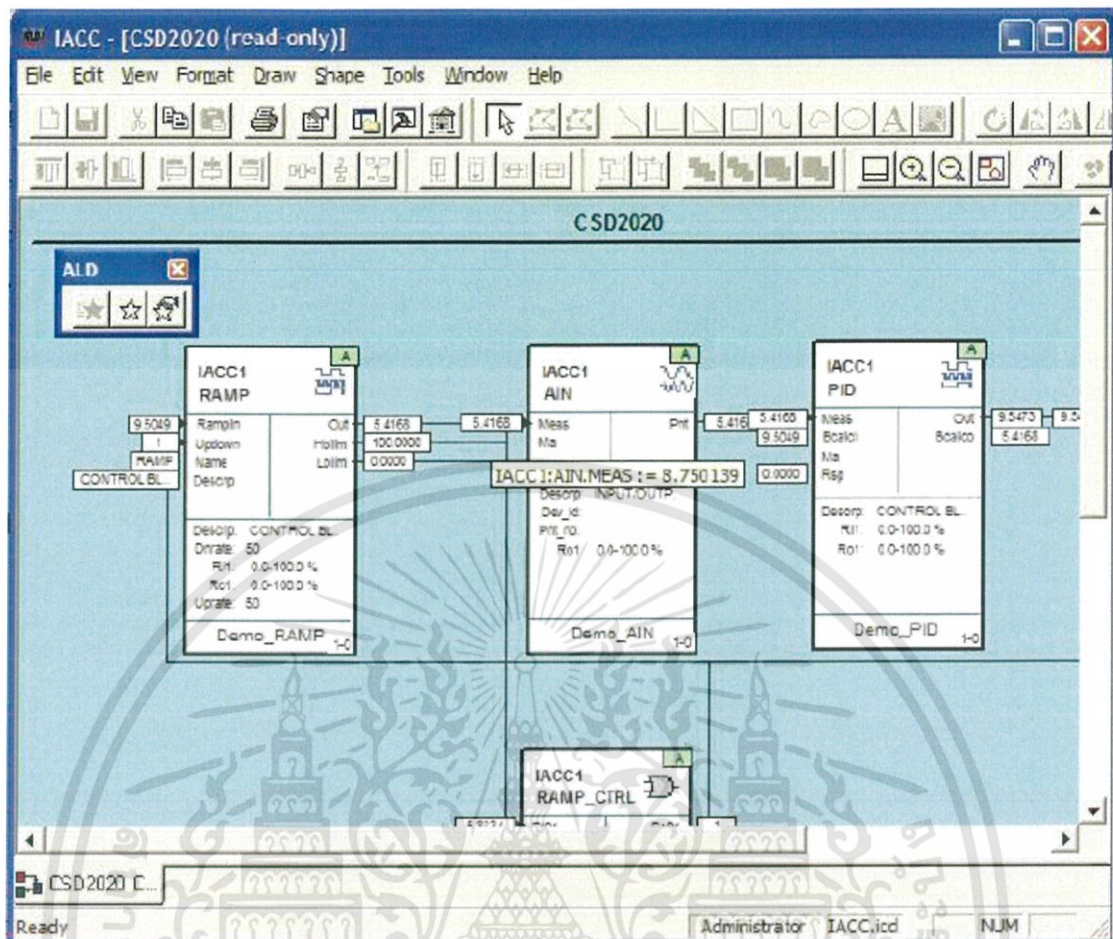 IACC - [CSD2020 (read-only)]
File Edit View Format Draw Shape Tools Window Help
CSD2020
ALD
A
IACC1
RAMP
9.5049
RampIn
Out
5.4168
1
Updown
Holim
100.0000
RAMP
Name
Lolim
0.0000
CONTROL BL...
Descrp
Descrp: CONTROL BL...
Dnrate: 50
RI1: 0.0-100.0 %
Ro1: 0.0-100.0 %
Uprate: 50
Demo_RAMP
1-0
A
IACC1
AIN
5.4168
Meas
Pnt
5.416
Ma
IACC1:AIN.MEAS := 8.750139
Descrp: INPUT/OUTP
Dev_id:
Pnt_no:
Ro1: 0.0-100.0 %
Demo_AIN
1-0
A
IACC1
PID
5.4168
Meas
Out
9.5473
9.5049
Bcalci
Bcalco
5.4168
Ma
0.0000
Rsp
Descrp: CONTROL BL...
RI1: 0.0-100.0 %
Ro1: 0.0-100.0 %
Demo_PID
1-0
A
IACC1
RAMP_CTRL
CSD2020 C...
Ready
Administrator
IACC.icd
NUM